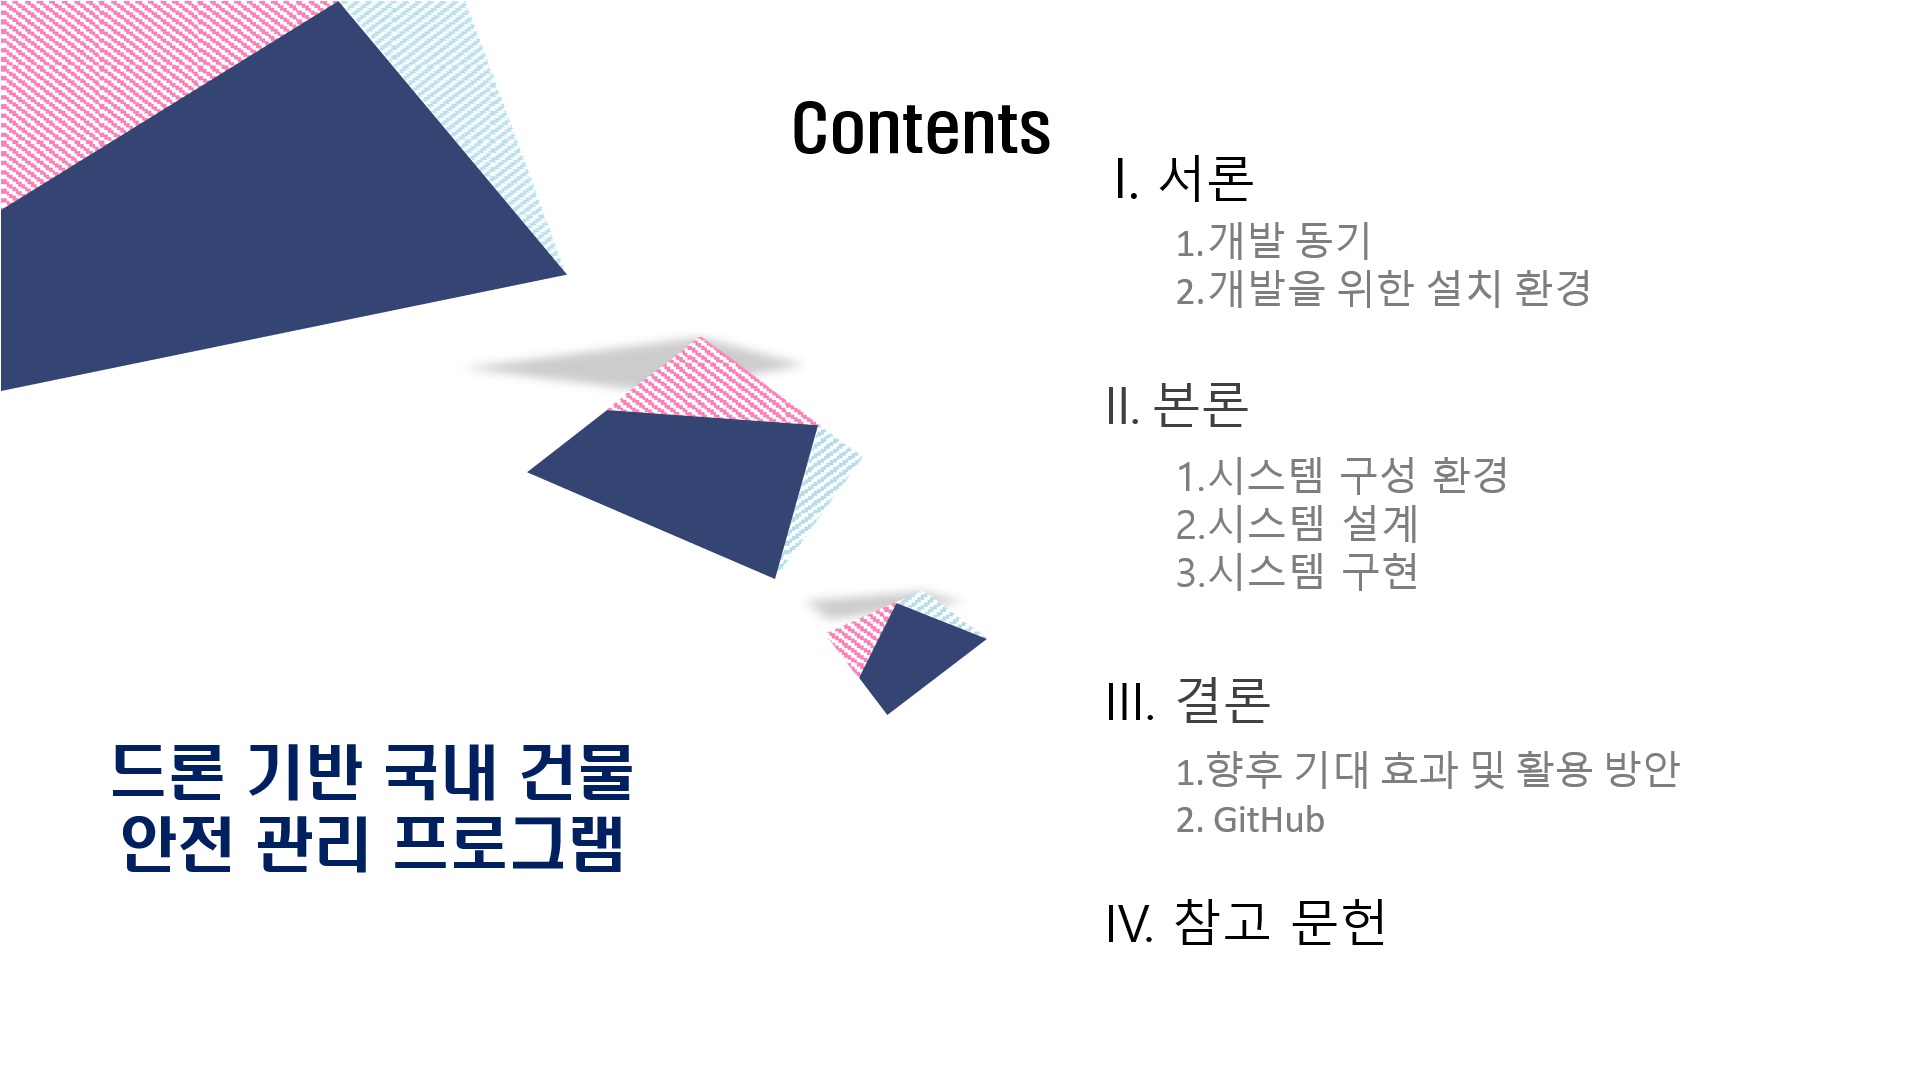 Contents
I. 서론
1.개발 동기
2.개발을 위한 설치 환경
II. 본론
1.시스템 구성 환경
2.시스템 설계
3.시스템 구현
III. 결론
1.향후 기대 효과 및 활용 방안
2. GitHub
IV. 참고 문헌
드론 기반 국내 건물
안전 관리 프로그램